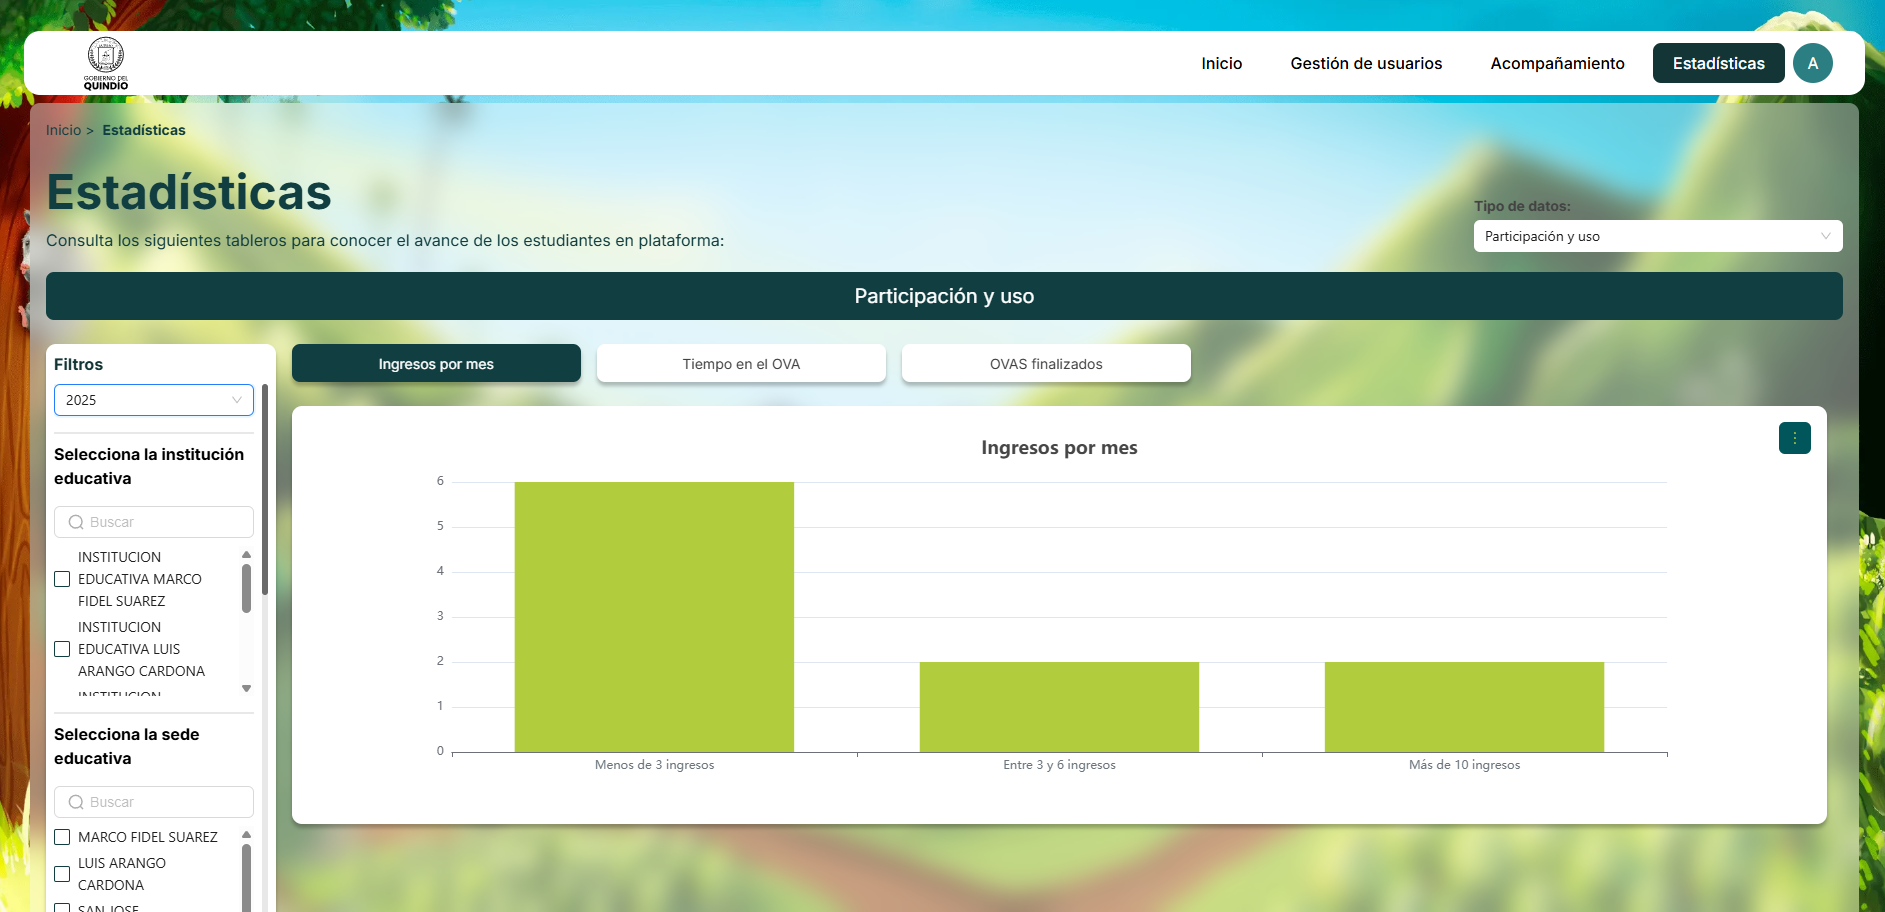 GOBIERNO DEL
QUINDÍO
Inicio
Gestión de usuarios
Acompañamiento
Estadísticas
A
Inicio > Estadísticas
Estadísticas
Consulta los siguientes tableros para conocer el avance de los estudiantes en plataforma:
Tipo de datos:
Participación y uso
Participación y uso
Filtros
2025
Selecciona la institución
educativa
Buscar
INSTITUCION
EDUCATIVA MARCO
FIDEL SUAREZ
INSTITUCION
EDUCATIVA LUIS
ARANGO CARDONA
INSTITUCION
Selecciona la sede
educativa
Buscar
MARCO FIDEL SUAREZ
LUIS ARANGO
CARDONA
SAN JOSE
Ingresos por mes
Tiempo en el OVA
OVAS finalizados
Ingresos por mes
6
5
4
3
2
1
0
Menos de 3 ingresos
Entre 3 y 6 ingresos
Más de 10 ingresos